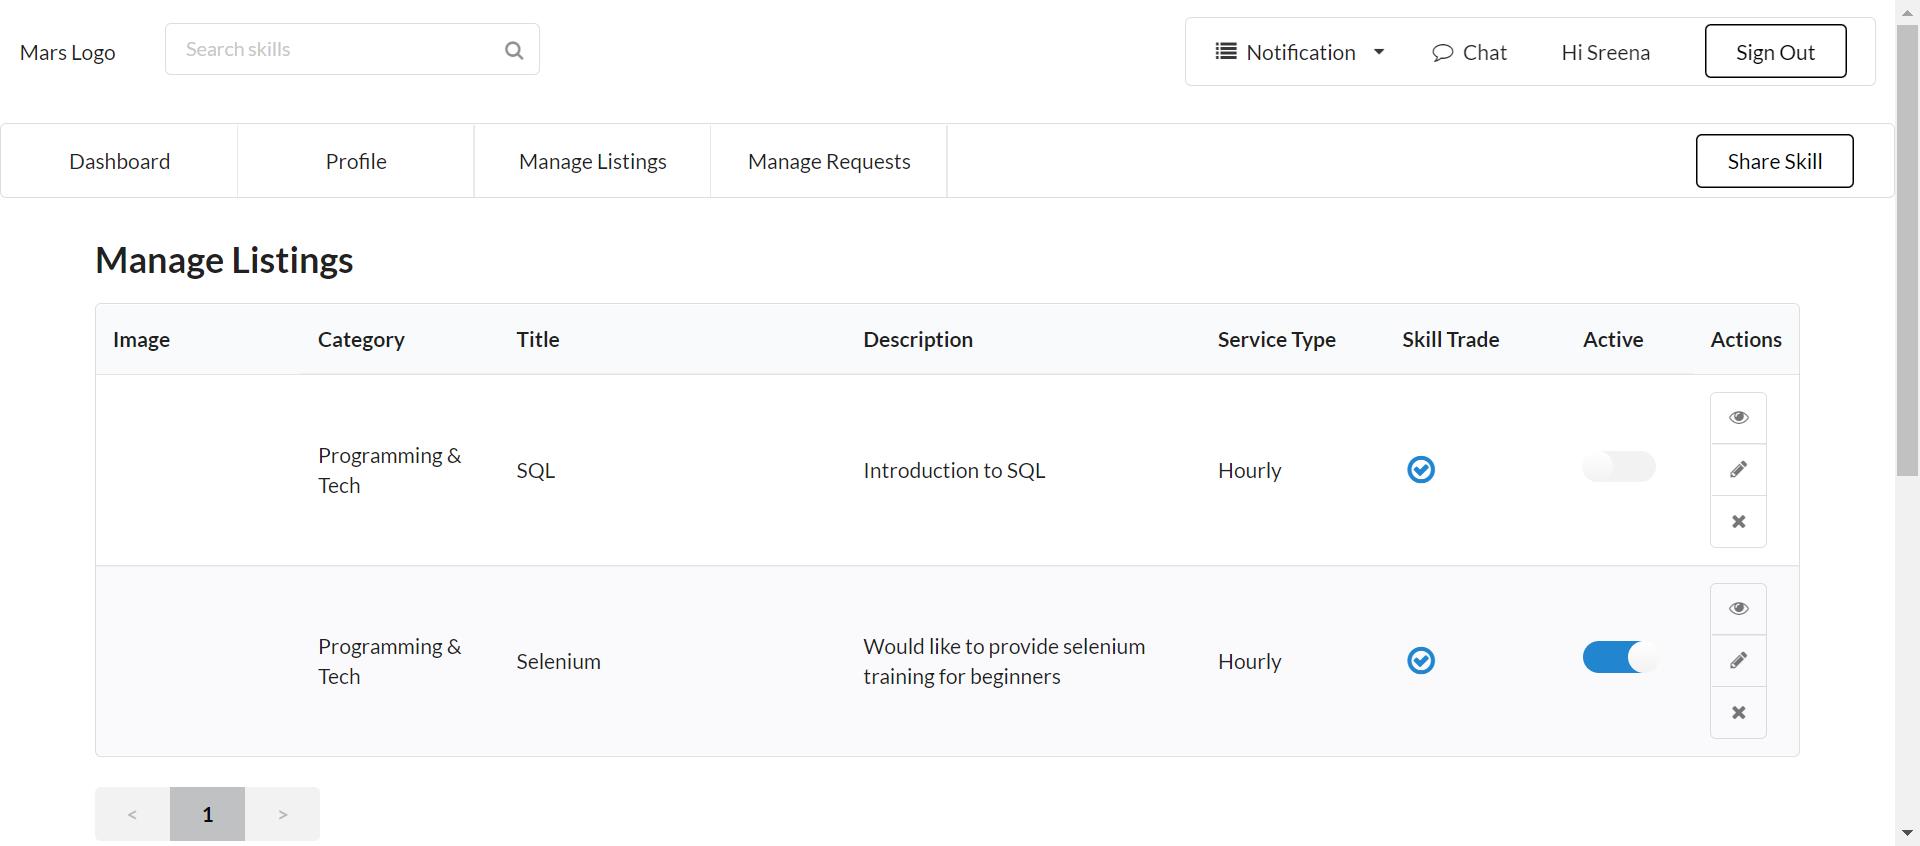 Mars Logo
Search skills
Notification
Chat
Hi Sreena
Sign Out
Dashboard
Profile
Manage Listings
Manage Requests
Share Skill
Manage Listings
Image Category Title Description Service Type Skill Trade Active Actions
Programming &
Tech
SQL
Introduction to SQL
Hourly
Programming &
Tech
Selenium
Would like to provide selenium
training for beginners
Hourly
< 1 >